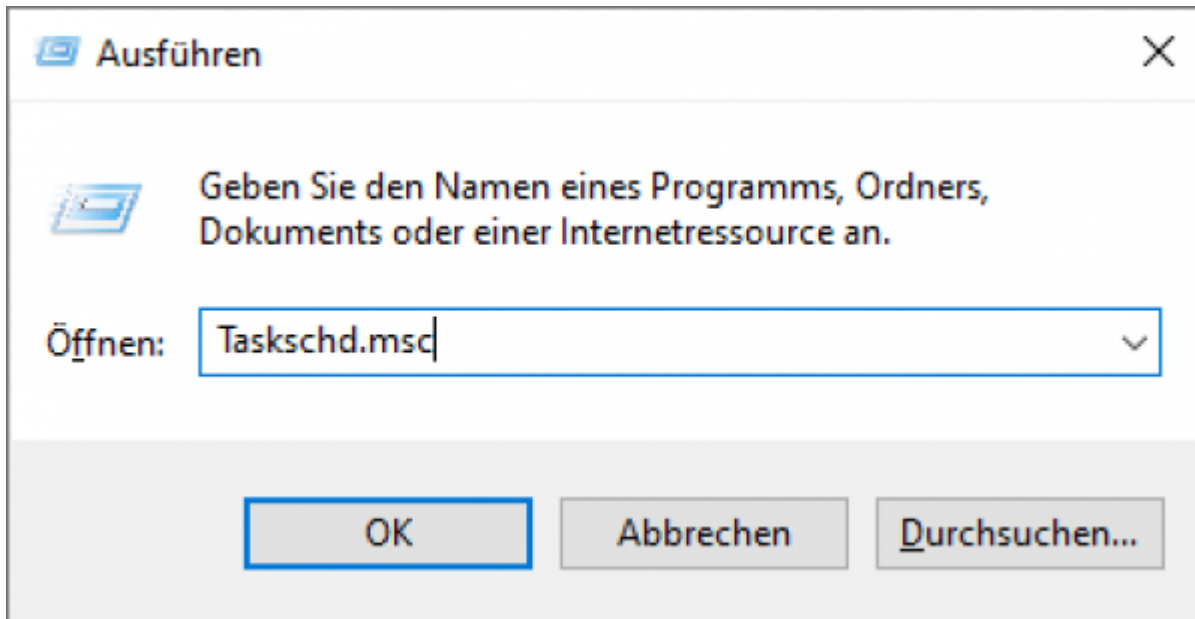 Ausführen
Geben Sie den Namen eines Programms, Ordners,
Dokuments oder einer Internetressource an.
Öffnen: Taskschd.msc
OK Abbrechen Durchsuchen...